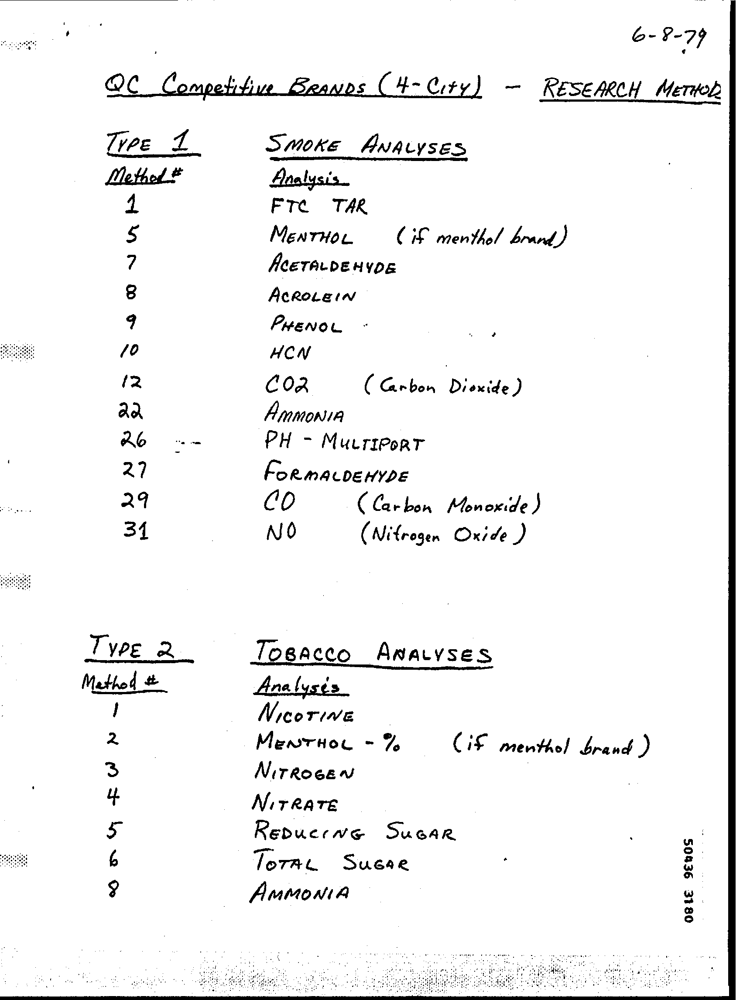 6-8-79
QC Competitive BRANDS (4-City) - RESEARCH METHOD
TYPE 1 SMOKE ANALYSES
Method # Analysis
1 FTC TAR
5 MENTHOL (if menthol brand)
7 ACETALDEHYDE
8 ACROLEIN
9 PHENOL
10 HCN
12 CO2 (Carbon Dioxide)
22 AMMONIA
26 PH - MULTIPORT
27 FORMALDEHYDE
29 CO (Carbon Monoxide)
31 NO (Nitrogen Oxide)
TYPE 2 TOBACCO ANALYSES
Method # Analysis
1 NICOTINE
2 MENTHOL - % (if menthol brand)
3 NITROGEN
4 NITRATE
5 REDUCING SUGAR
6 TOTAL SUGAR
8 AMMONIA
50436 3180